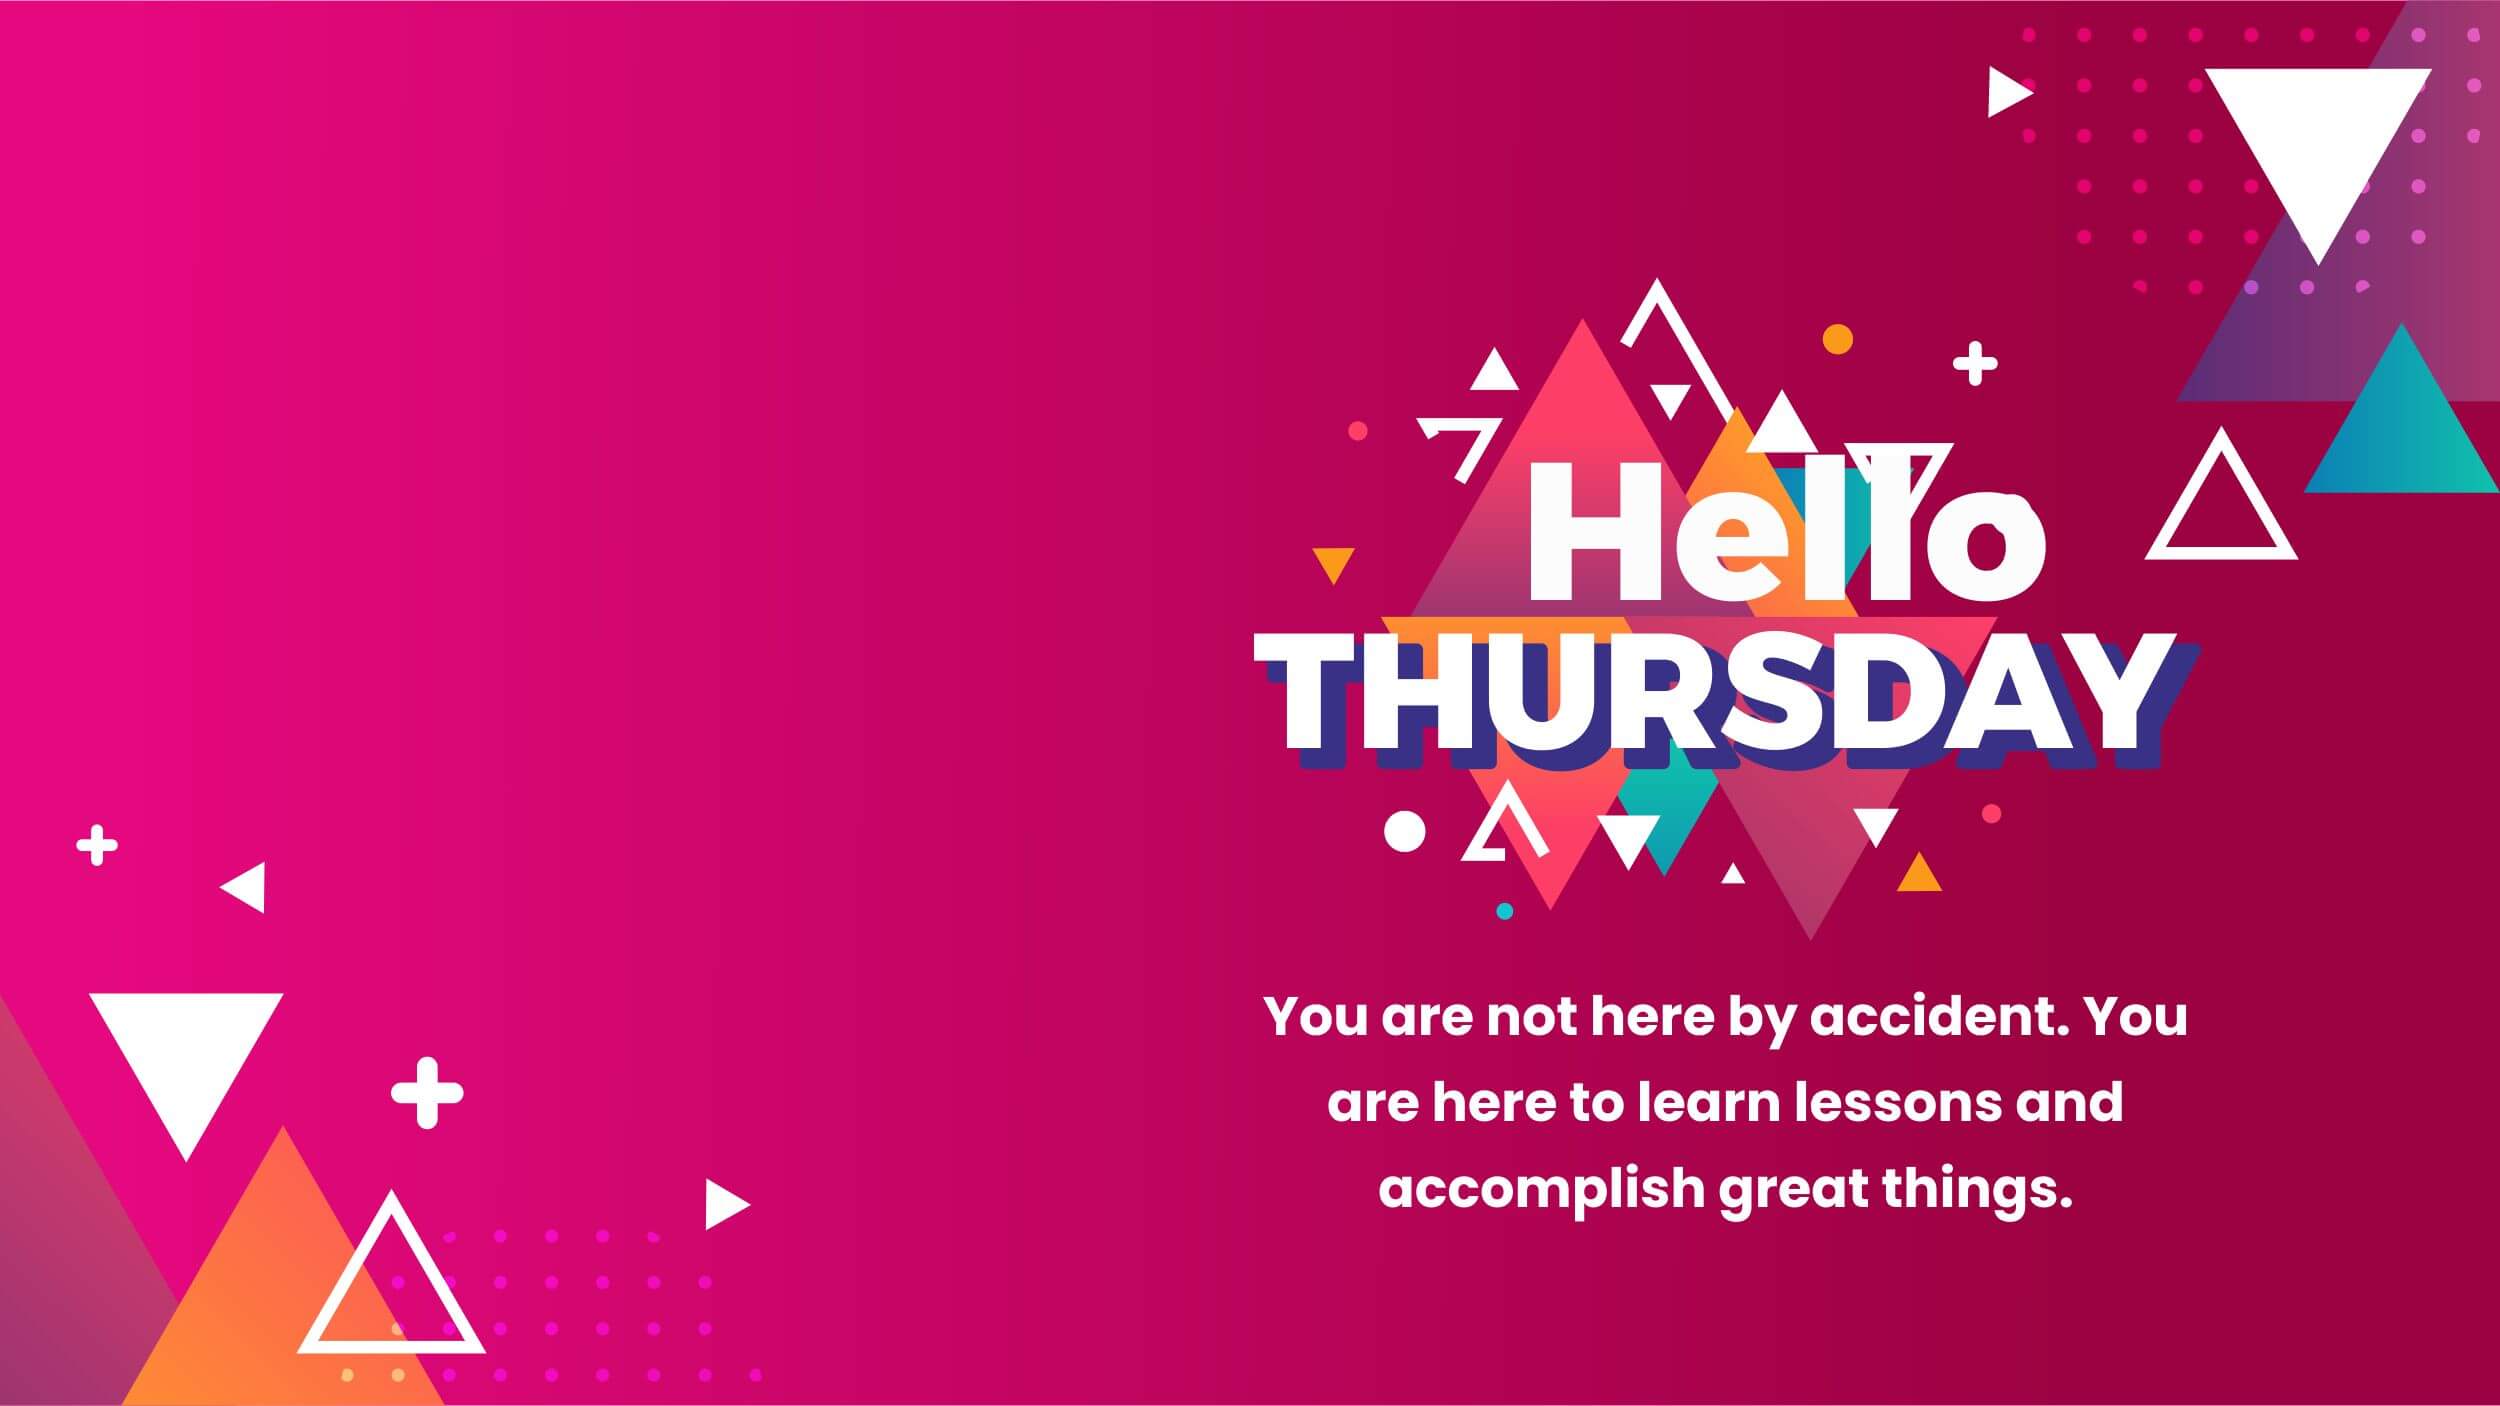 Hello
THURSDAY
You are not here by accident. You
are here to learn lessons and
accomplish great things.